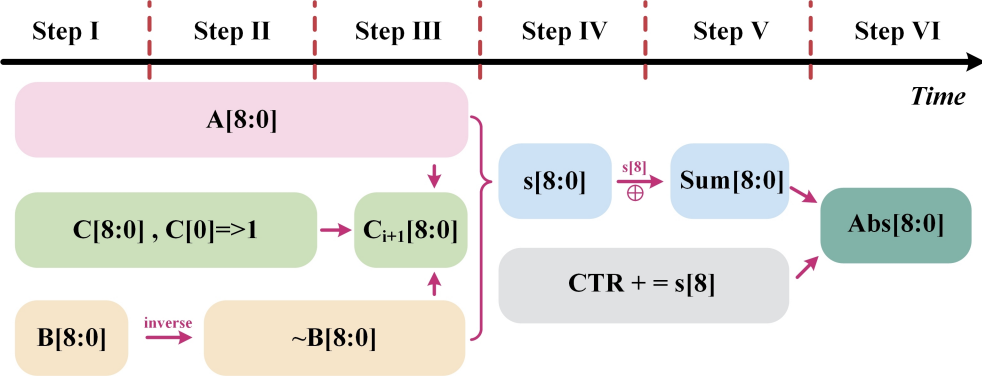 Step I Step II Step III Step IV Step V Step VI
Time
A[8:0]
C[8:0] , C[0]=>1
Ci+1[8:0]
B[8:0]
inverse
~B[8:0]
s[8:0]
s[8]
⊕
Sum[8:0]
CTR + = s[8]
Abs[8:0]